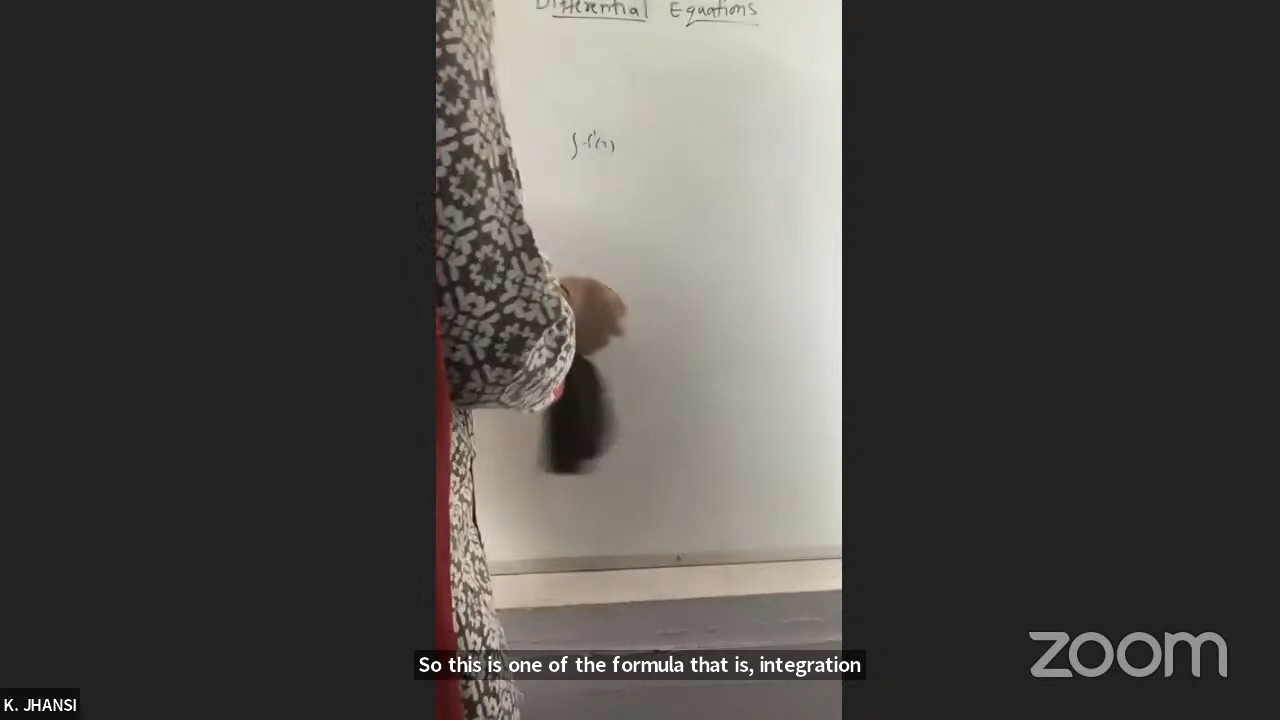 Differential Equations
∫ f'(x)
So this is one of the formula that is, integration
zoom
K. JHANSI